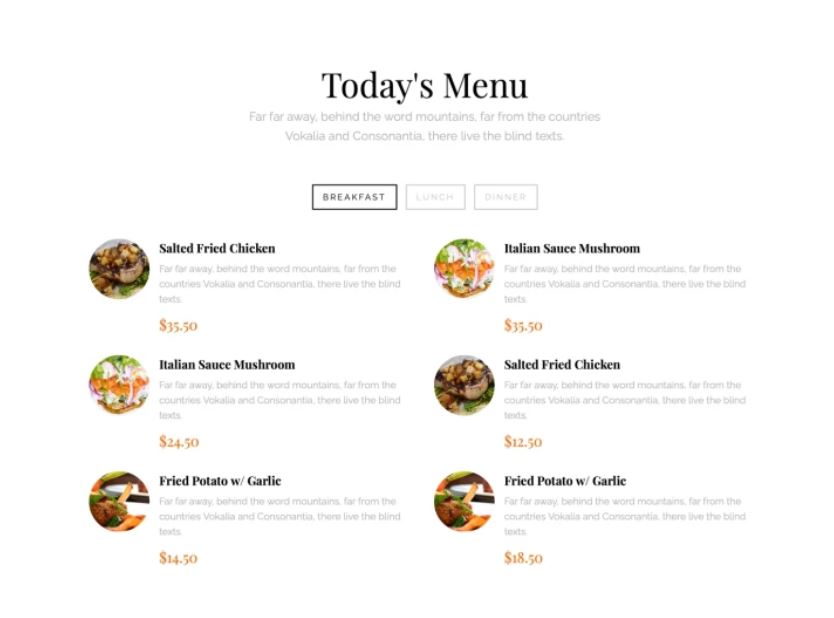 Today's Menu
Far far away, behind the word mountains, far from the countries
Vokalia and Consonantia, there live the blind texts.
BREAKFAST
LUNCH
DINNER
Salted Fried Chicken
Far far away, behind the word mountains, far from the
countries Vokalia and Consonantia, there live the blind
texts.
$35.50
Italian Sauce Mushroom
Far far away, behind the word mountains, far from the
countries Vokalia and Consonantia, there live the blind
texts.
$35.50
Italian Sauce Mushroom
Far far away, behind the word mountains, far from the
countries Vokalia and Consonantia, there live the blind
texts.
$24.50
Salted Fried Chicken
Far far away, behind the word mountains, far from the
countries Vokalia and Consonantia, there live the blind
texts.
$12.50
Fried Potato w/ Garlic
Far far away, behind the word mountains, far from the
countries Vokalia and Consonantia, there live the blind
texts.
$14.50
Fried Potato w/ Garlic
Far far away, behind the word mountains, far from the
countries Vokalia and Consonantia, there live the blind
texts.
$18.50